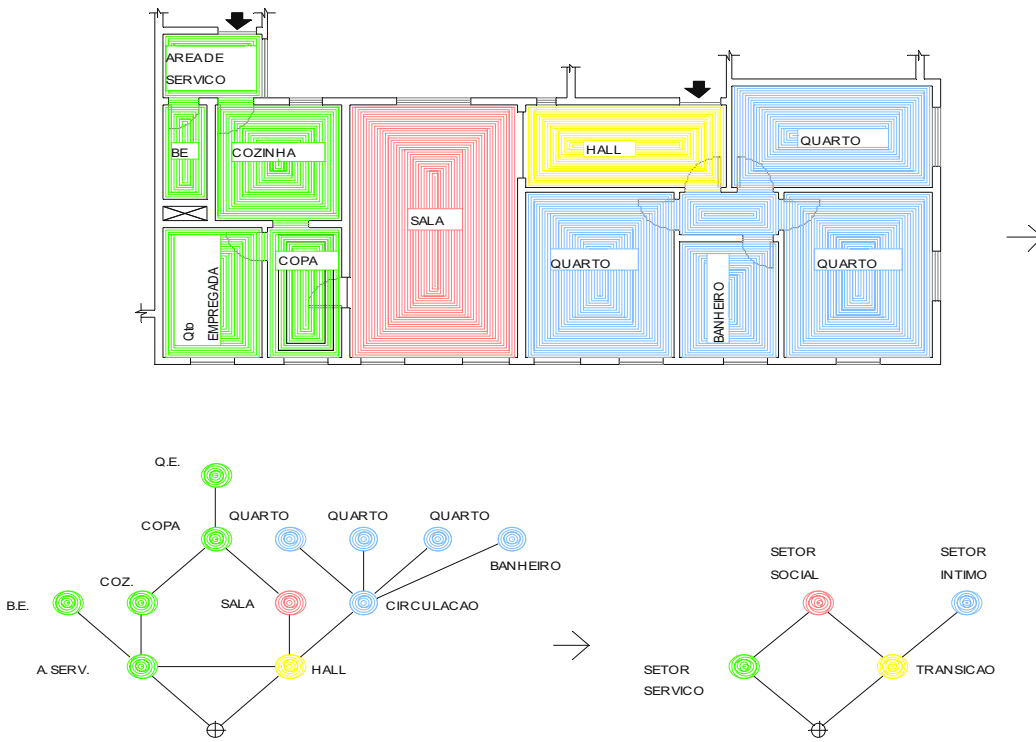 AREA DE
SERVICO
BE
COZINHA
HALL
QUARTO
SALA
COPA
QUARTO
QUARTO
Qto
EMPREGADA
BANHEIRO
Q.E.
COPA
QUARTO
QUARTO
QUARTO
BANHEIRO
COZ.
B.E.
SALA
CIRCULACAO
A. SERV.
HALL
SETOR
SOCIAL
SETOR
INTIMO
SETOR
SERVICO
TRANSICAO